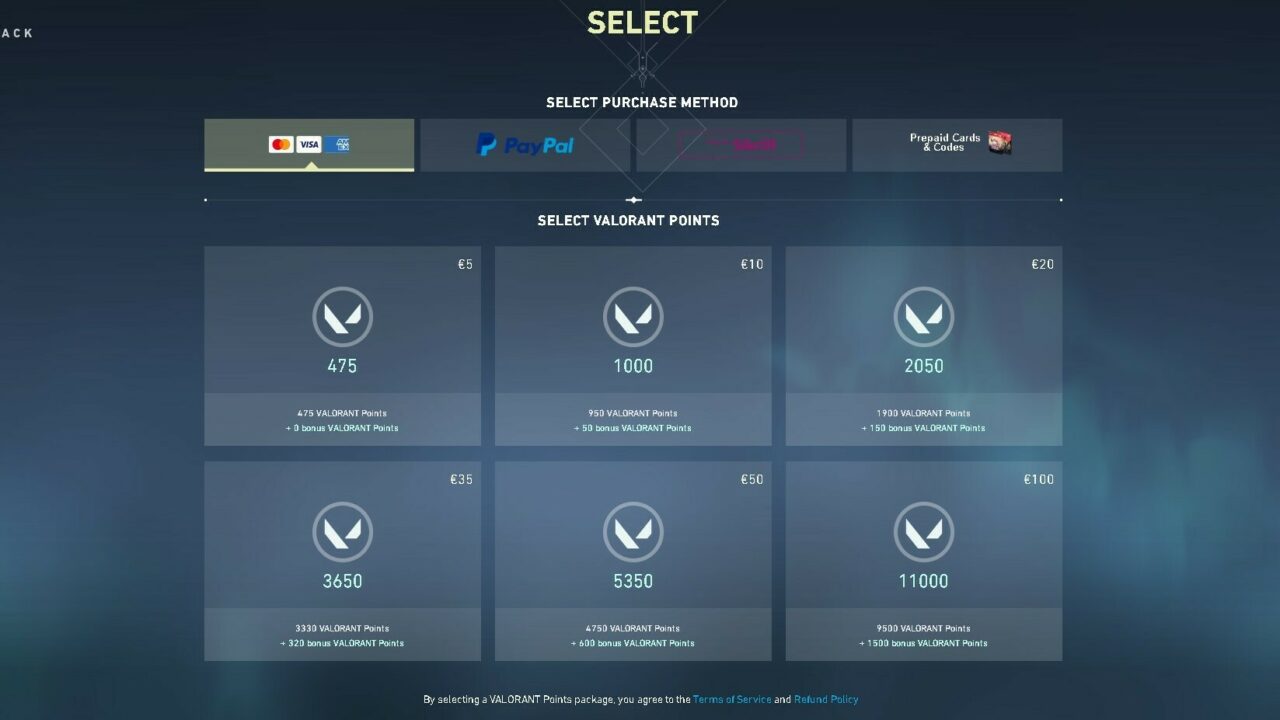 ACK
SELECT
SELECT PURCHASE METHOD
VISA
PayPal
Prepaid Cards
& Codes
SELECT VALORANT POINTS
€5
475
475 VALORANT Points
+ 0 bonus VALORANT Points
€10
1000
950 VALORANT Points
+ 50 bonus VALORANT Points
€20
2050
1900 VALORANT Points
+ 150 bonus VALORANT Points
€35
3650
3330 VALORANT Points
+ 320 bonus VALORANT Points
€50
5350
4750 VALORANT Points
+ 600 bonus VALORANT Points
€100
11000
9500 VALORANT Points
+ 1500 bonus VALORANT Points
By selecting a VALORANT Points package, you agree to the Terms of Service and Refund Policy